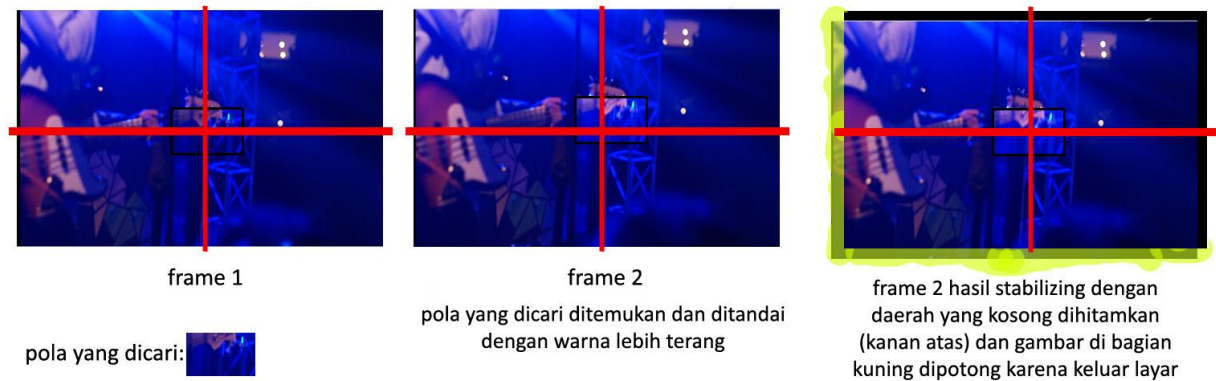 frame 1
pola yang dicari:
frame 2
pola yang dicari ditemukan dan ditandai
dengan warna lebih terang
frame 2 hasil stabilizing dengan
daerah yang kosong dihitamkan
(kanan atas) dan gambar di bagian
kuning dipotong karena keluar layar